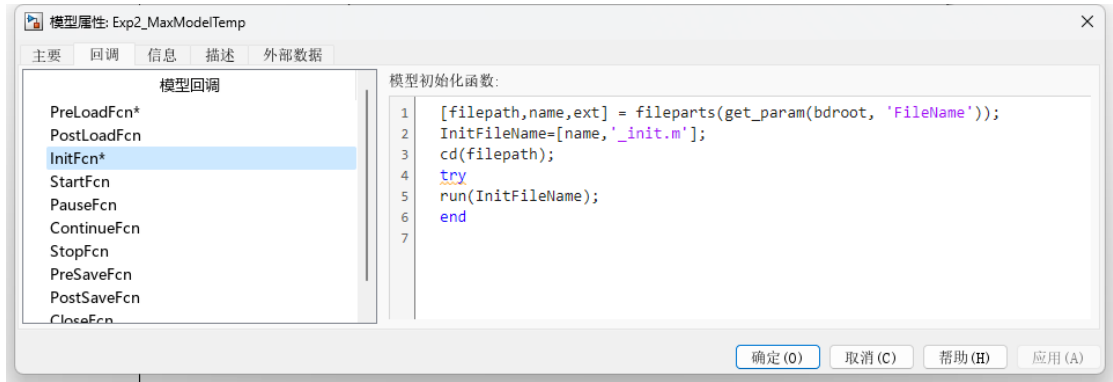 模型属性: Exp2_MaxModelTemp
主要 回调 信息 描述 外部数据
模型回调
PreLoadFcn*
PostLoadFcn
InitFcn*
StartFcn
PauseFcn
ContinueFcn
StopFcn
PreSaveFcn
PostSaveFcn
CloseFcn
模型初始化函数:
1 [filepath,name,ext] = fileparts(get_param(bdroot, 'FileName'));
2 InitFileName=[name,'_init.m'];
3 cd(filepath);
4 try
5 run(InitFileName);
6 end
7
确定(O) 取消(C) 帮助(H) 应用(A)